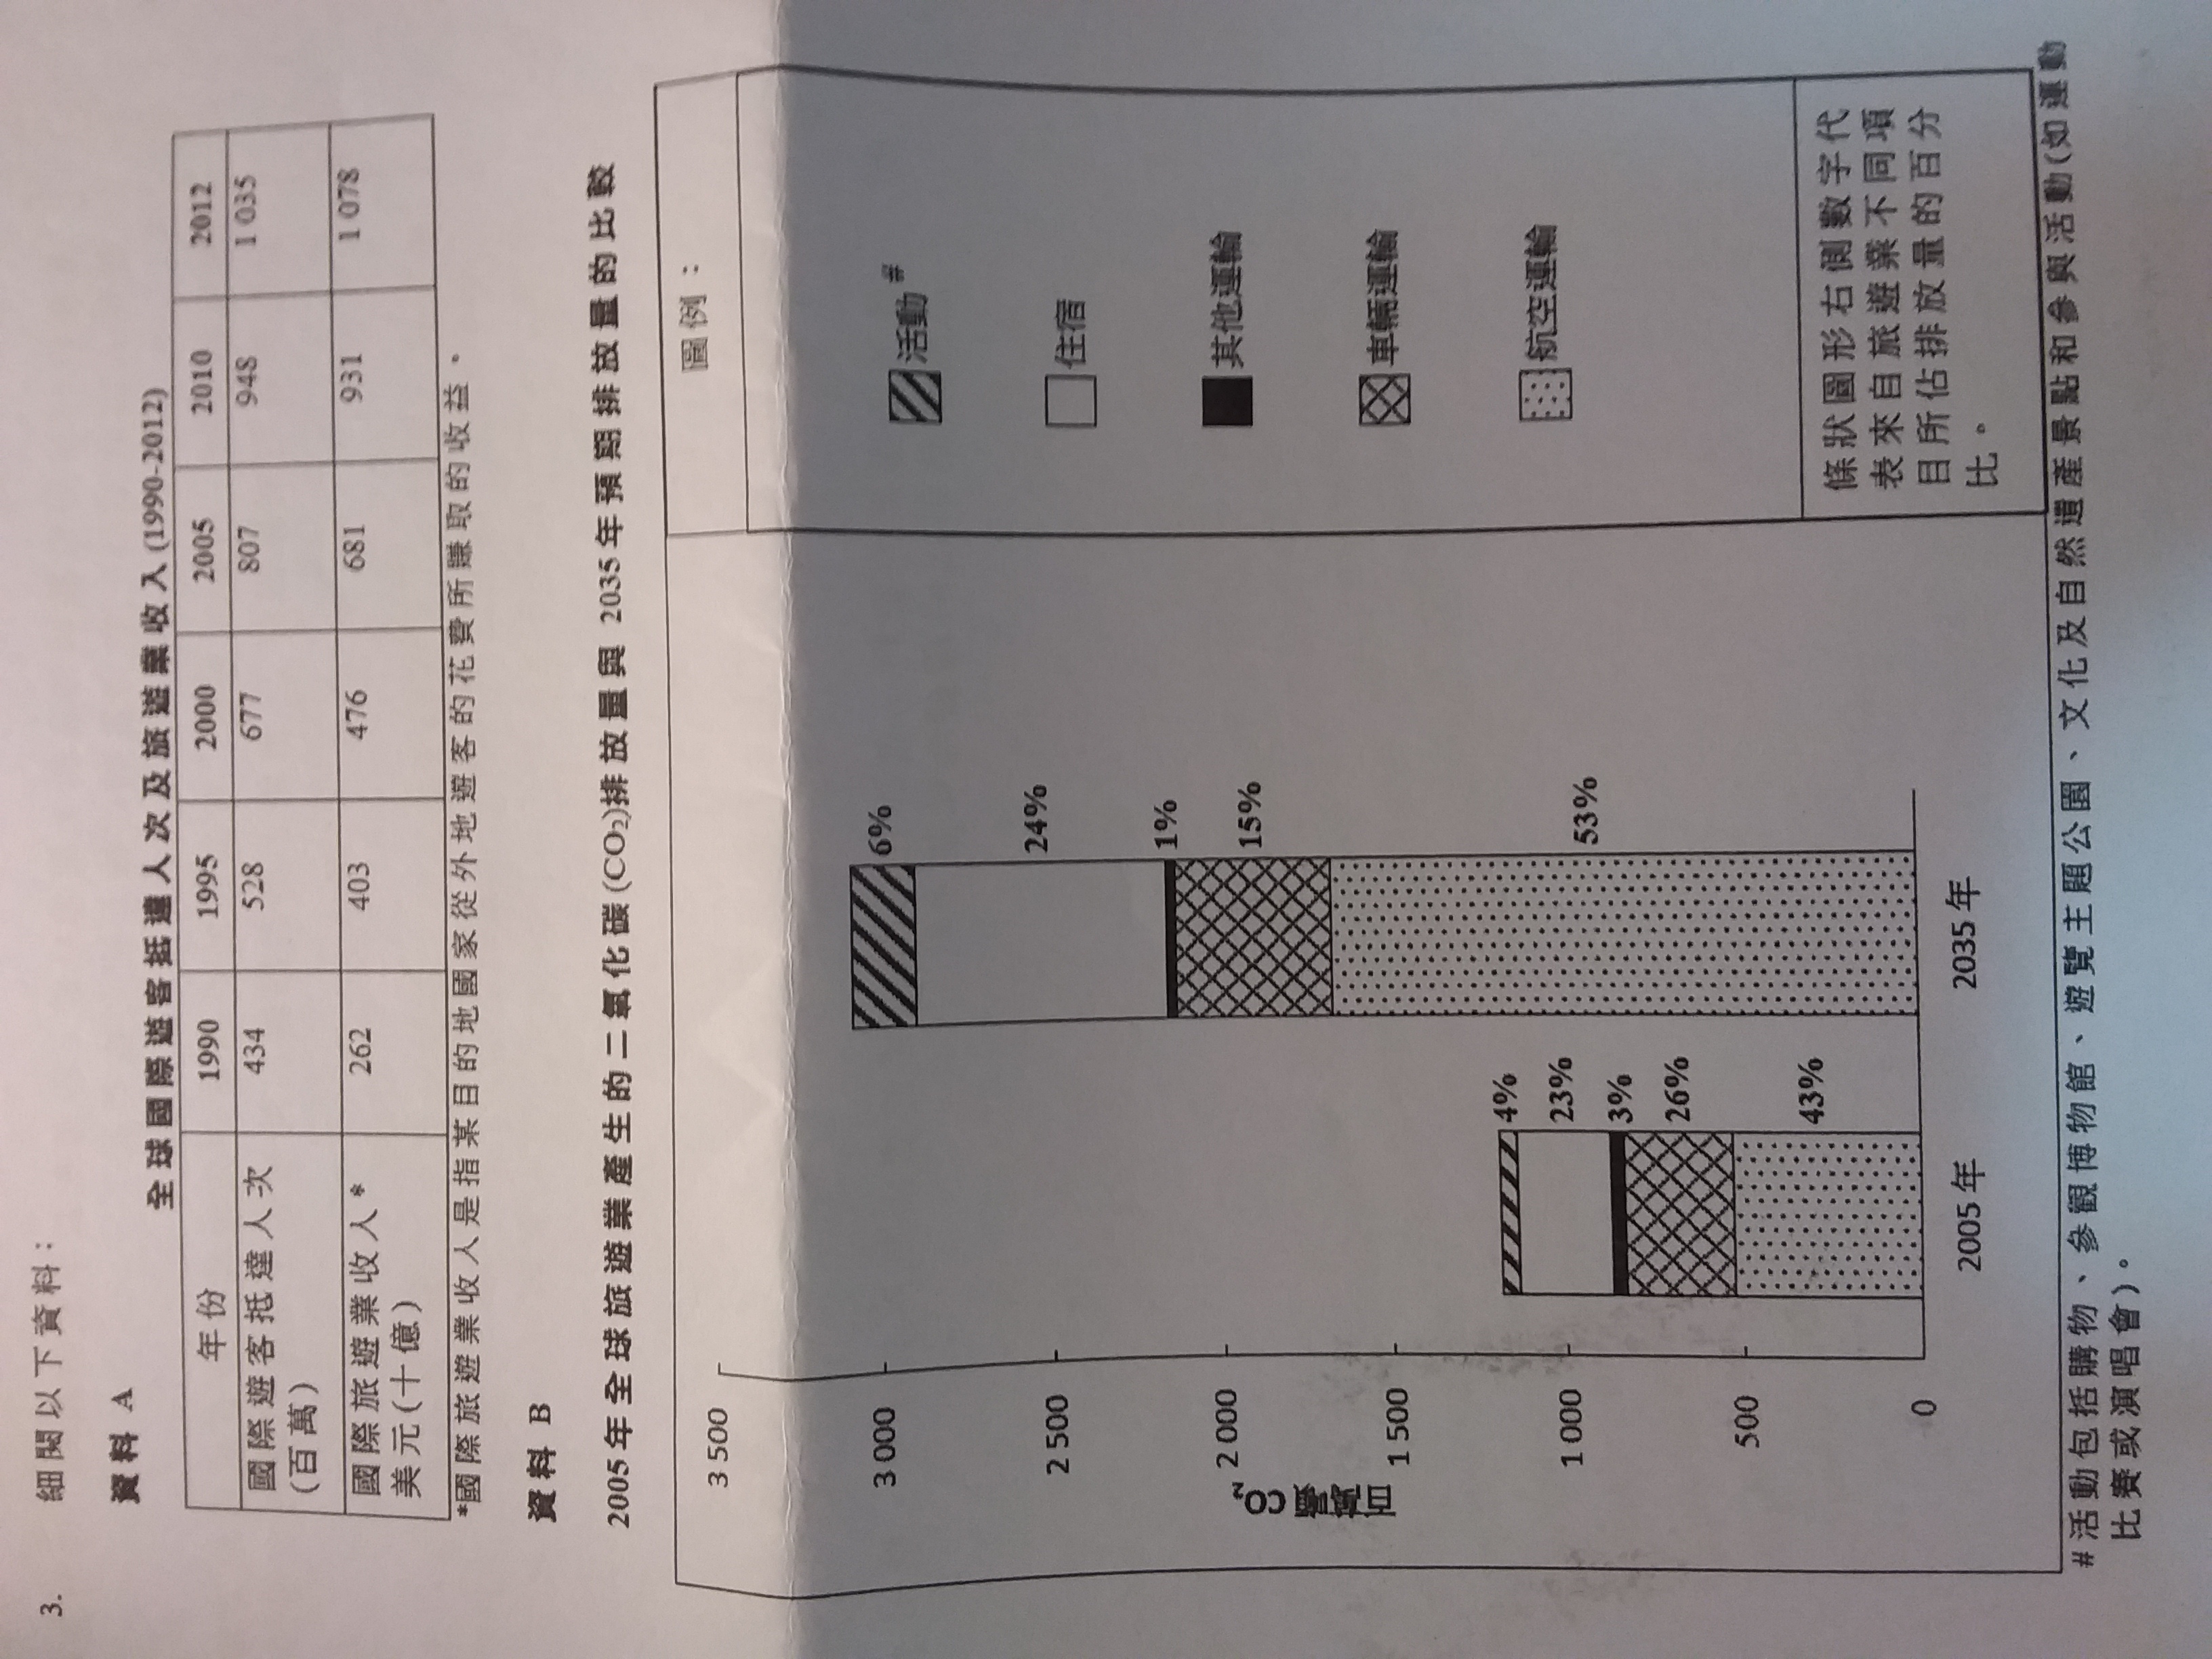 3. 細閱以下資料：
資料 A
全球國際遊客抵達人次及旅遊業收入(1990-2012)
年份 1990 1995 2000 2005 2010 2012
國際遊客抵達人次 434 528 677 807 948 1 035
(百萬)
國際旅遊業收入* 262 403 476 681 931 1 078
美元(十億)
*國際旅遊業收入是指某目的地國家從外地遊客的花費所賺取的收益。
資料 B
2005年全球旅遊業產生的二氧化碳(CO₂)排放量與 2035年預期排放量的比較
圖例：
3 500
3 000
2 500
2 000
1 500
1 000
500
0
百萬噸 CO₂
4%
23%
3%
26%
43%
2005 年
6%
24%
1%
15%
53%
2035 年
活動#
住宿
其他運輸
車輛運輸
航空運輸
條狀圖形右側數字代
表來自旅遊業不同項
目所佔排放量的百分
比。
#活動包括購物、參觀博物館、遊覽主題公園、文化及自然遺產景點和參與活動(如運動
比賽或演唱會)。